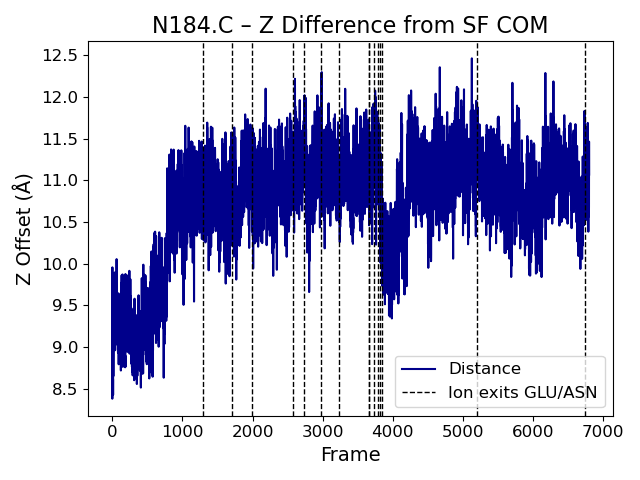 N184.C – Z Difference from SF COM
12.5
12.0
11.5
11.0
10.5
10.0
9.5
9.0
8.5
Z Offset (Å)
Distance
Ion exits GLU/ASN
0 1000 2000 3000 4000 5000 6000 7000
Frame